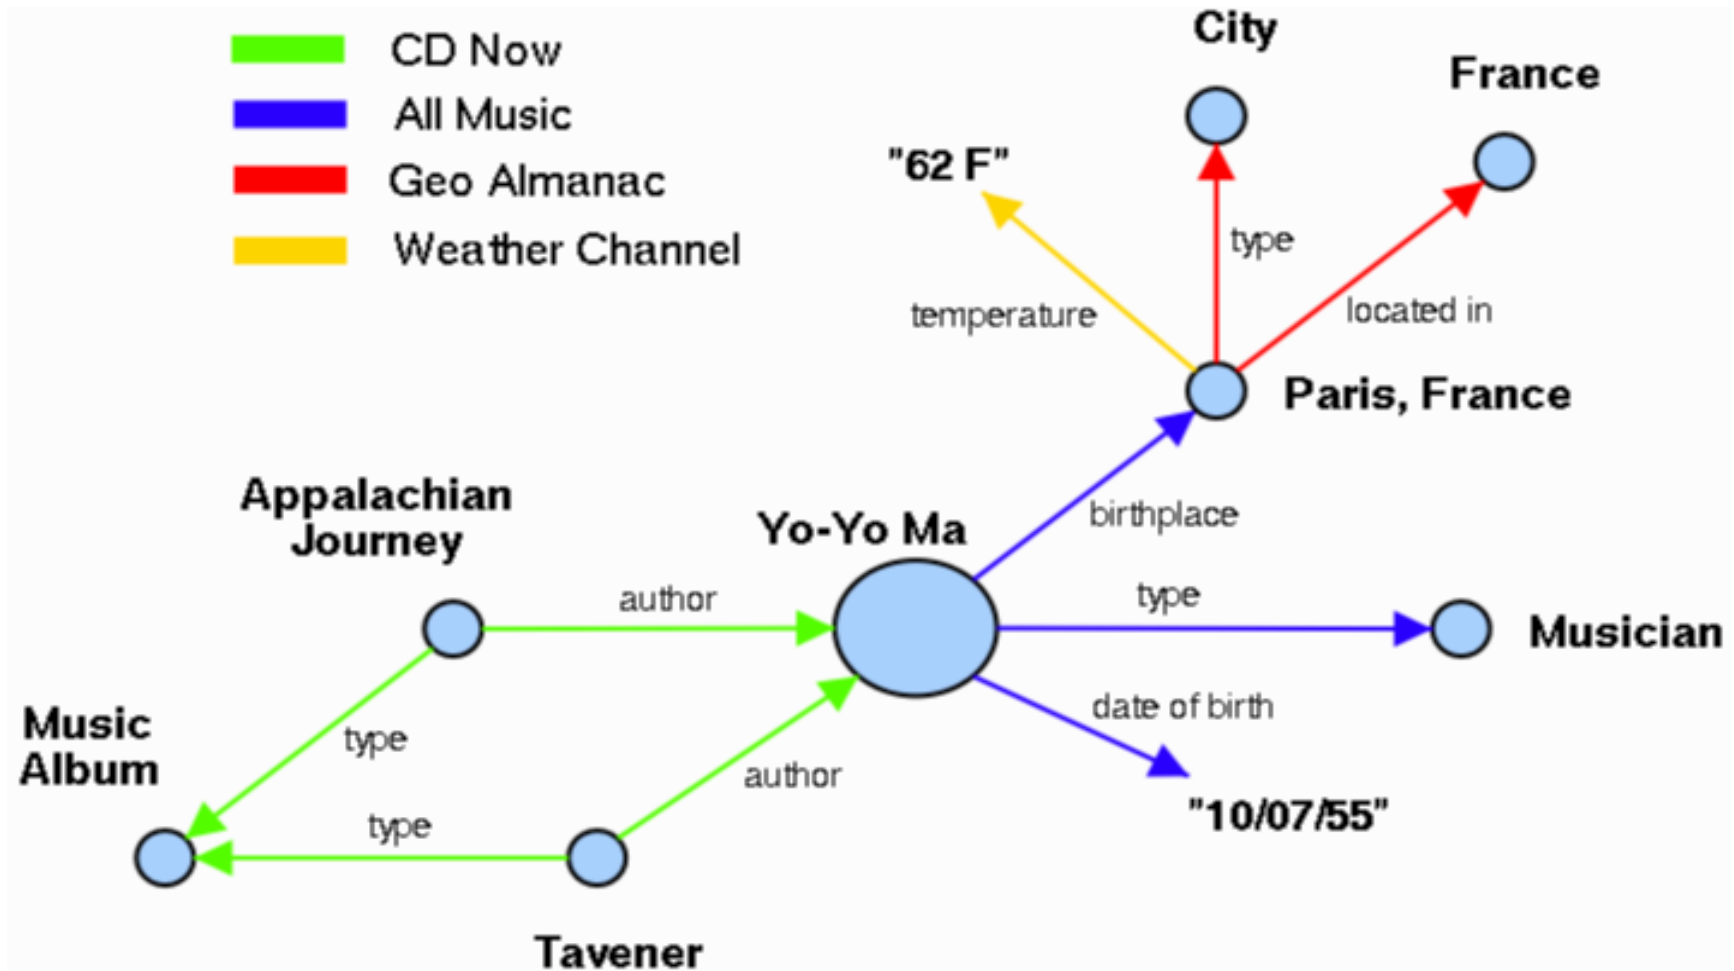 CD Now
All Music
Geo Almanac
Weather Channel
City
France
"62 F"
type
temperature
located in
Paris, France
birthplace
Appalachian
Journey
Yo-Yo Ma
author
type
Musician
Music
Album
type
date of birth
author
"10/07/55"
type
Tavener